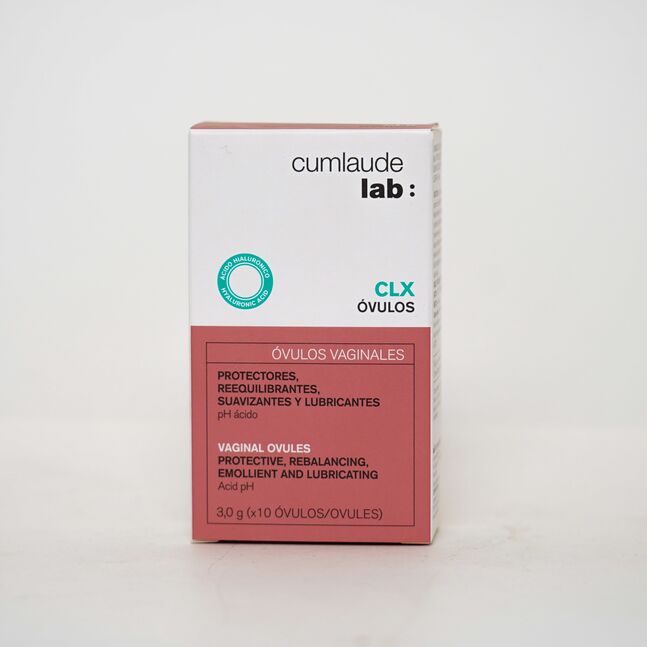 cumlaude
lab:
ÁCIDO HIALURÓNICO
HYALURONIC ACID
CLX
ÓVULOS
ÓVULOS VAGINALES
PROTECTORES,
REEQUILIBRANTES,
SUAVIZANTES Y LUBRICANTES
pH ácido
VAGINAL OVULES
PROTECTIVE, REBALANCING,
EMOLLIENT AND LUBRICATING
Acid pH
3,0 g (x10 ÓVULOS/OVULES)